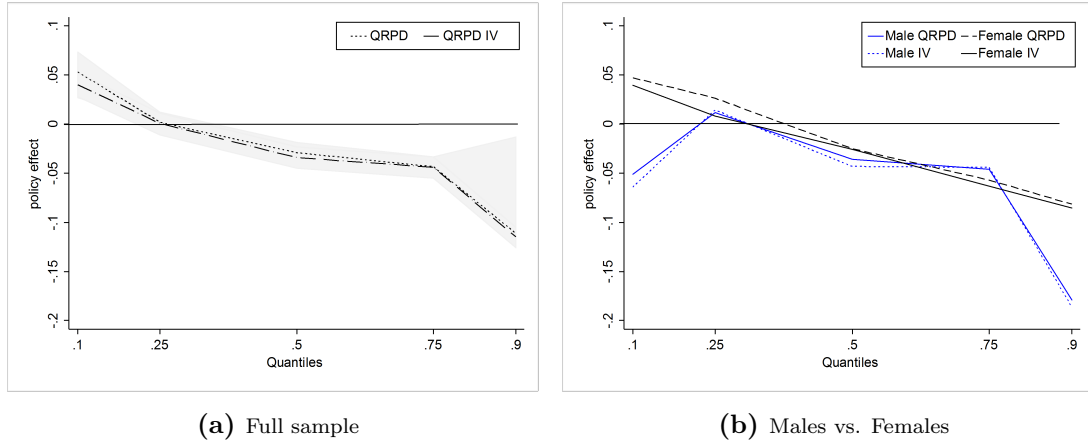 QRPD QRPD IV
.1
.05
0
-.05
-.1
-.15
-.2
policy effect
.1 .25 .5 .75 .9
Quantiles
(a) Full sample
Male QRPD Female QRPD
Male IV Female IV
.1
.05
0
-.05
-.1
-.15
-.2
policy effect
.1 .25 .5 .75 .9
Quantiles
(b) Males vs. Females